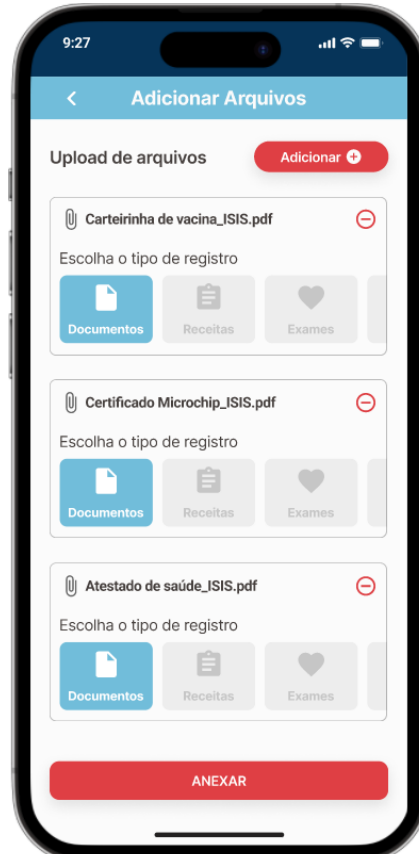 9:27
Adicionar Arquivos
Upload de arquivos
Adicionar
Carteirinha de vacina_ISIS.pdf
Escolha o tipo de registro
Documentos Receitas Exames
Certificado Microchip_ISIS.pdf
Escolha o tipo de registro
Documentos Receitas Exames
Atestado de saúde_ISIS.pdf
Escolha o tipo de registro
Documentos Receitas Exames
ANEXAR